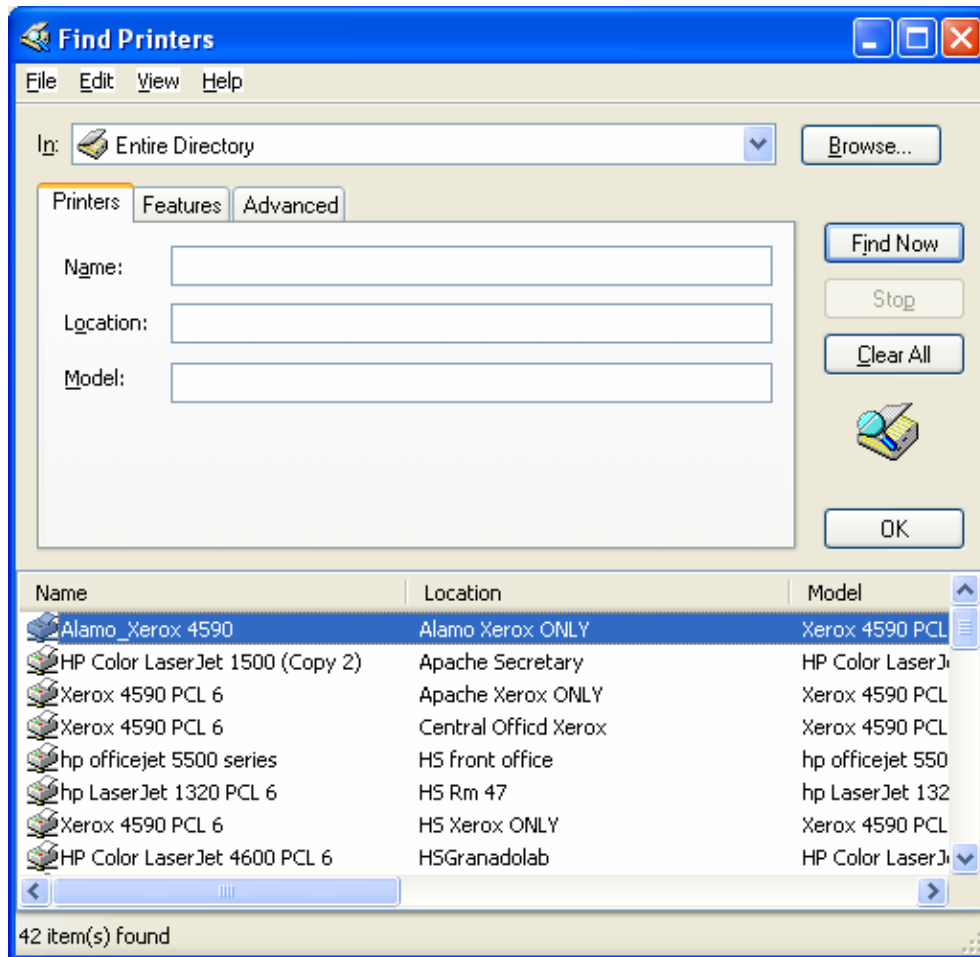 Find Printers
File Edit View Help
In: Entire Directory Browse...
Printers Features Advanced
Name:
Location:
Model:
Find Now
Stop
Clear All
OK
Name Location Model
Alamo_Xerox 4590 Alamo Xerox ONLY Xerox 4590 PCL
HP Color LaserJet 1500 (Copy 2) Apache Secretary HP Color LaserJ
Xerox 4590 PCL 6 Apache Xerox ONLY Xerox 4590 PCL
Xerox 4590 PCL 6 Central Officd Xerox Xerox 4590 PCL
hp officejet 5500 series HS front office hp officejet 550
hp LaserJet 1320 PCL 6 HS Rm 47 hp LaserJet 132
Xerox 4590 PCL 6 HS Xerox ONLY Xerox 4590 PCL
HP Color LaserJet 4600 PCL 6 HSGranadolab HP Color LaserJ
42 item(s) found